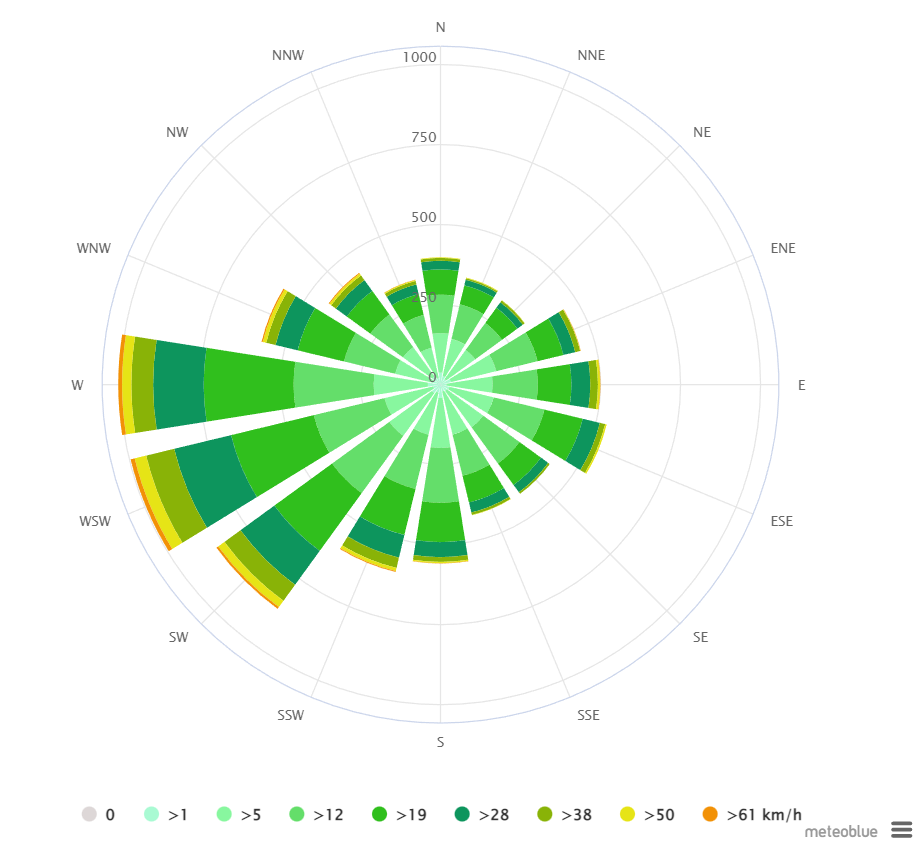 N
NNW
NNE
1000
NW
NE
750
500
WNW
ENE
250
W
0
E
WSW
ESE
SW
SE
SSW
SSE
S
0 >1 >5 >12 >19 >28 >38 >50 >61 km/h
meteoblue